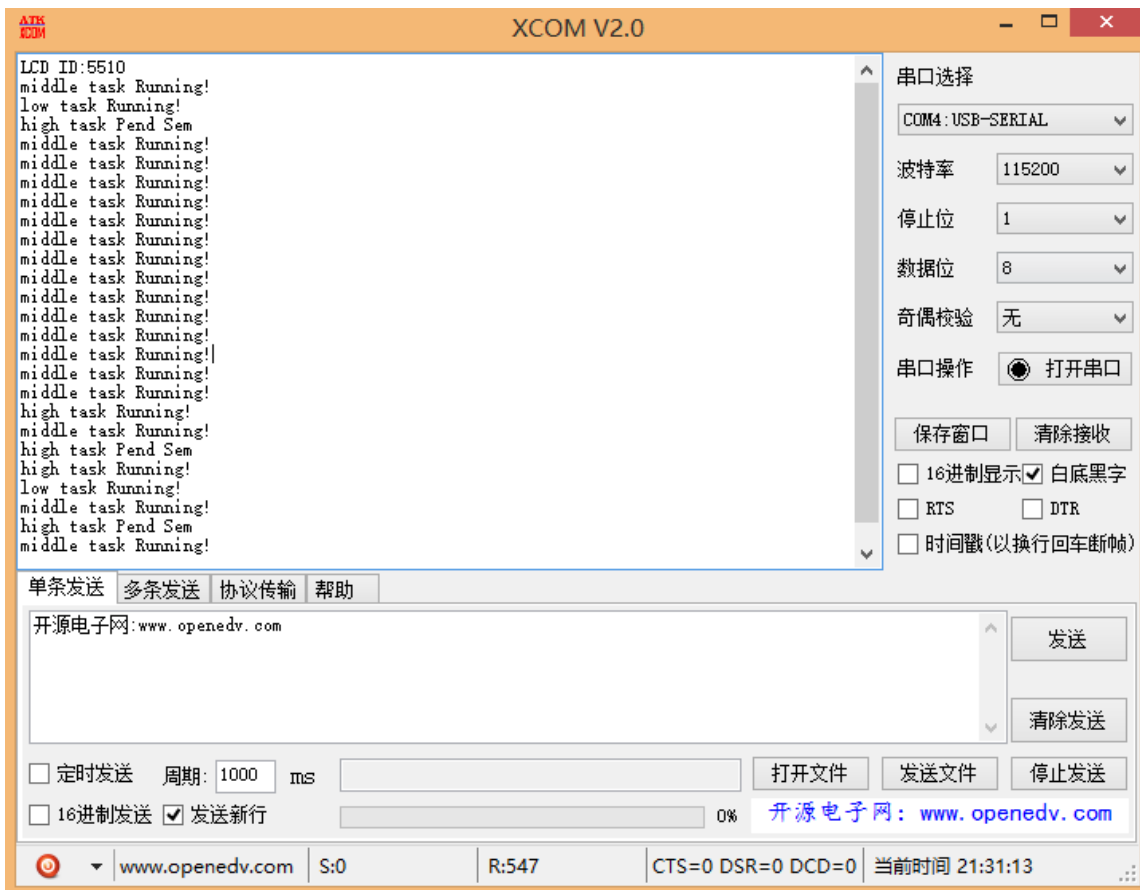 ATK
XCOM
XCOM V2.0
LCD ID:5510
middle task Running!
low task Running!
high task Pend Sem
middle task Running!
middle task Running!
middle task Running!
middle task Running!
middle task Running!
middle task Running!
middle task Running!
middle task Running!
middle task Running!
middle task Running!
middle task Running!
middle task Running!
middle task Running!
middle task Running!
high task Running!
middle task Running!
high task Pend Sem
high task Running!
low task Running!
middle task Running!
high task Pend Sem
middle task Running!
串口选择
COM4:USB-SERIAL
波特率 115200
停止位 1
数据位 8
奇偶校验 无
串口操作 打开串口
保存窗口 清除接收
16进制显示 白底黑字
RTS DTR
时间戳(以换行回车断帧)
单条发送 多条发送 协议传输 帮助
开源电子网:www.openedv.com
发送
清除发送
定时发送 周期: 1000 ms 打开文件 发送文件 停止发送
16进制发送 发送新行 0% 开源电子网: www.openedv.com
www.openedv.com S:0 R:547 CTS=0 DSR=0 DCD=0 当前时间 21:31:13